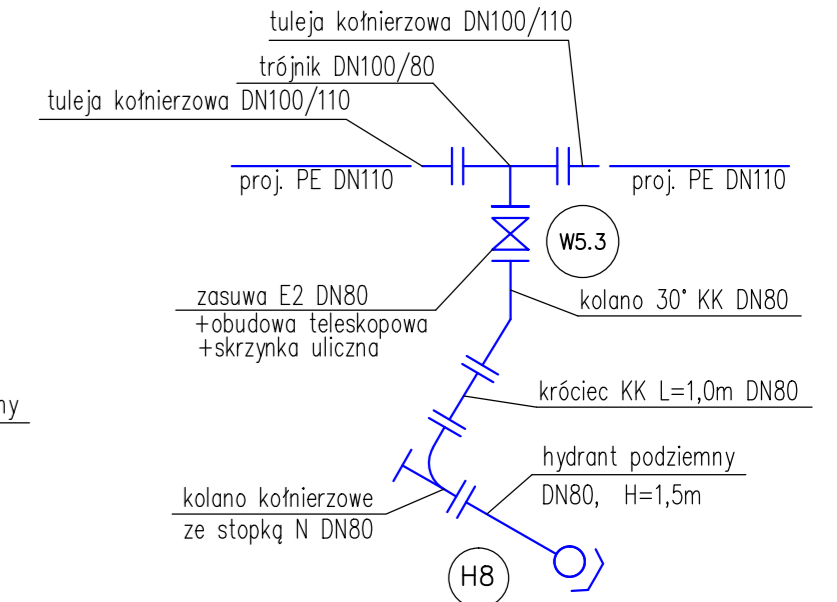 tuleja kołnierzowa DN100/110
trójnik DN100/80
tuleja kołnierzowa DN100/110
proj. PE DN110
proj. PE DN110
W5.3
zasuwa E2 DN80
+obudowa teleskopowa
+skrzynka uliczna
kolano 30° KK DN80
króciec KK L=1,0m DN80
ny
hydrant podziemny
DN80, H=1,5m
kolano kołnierzowe
ze stopką N DN80
H8